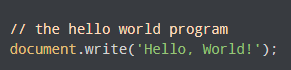 // the hello world program
document.write('Hello, World!');